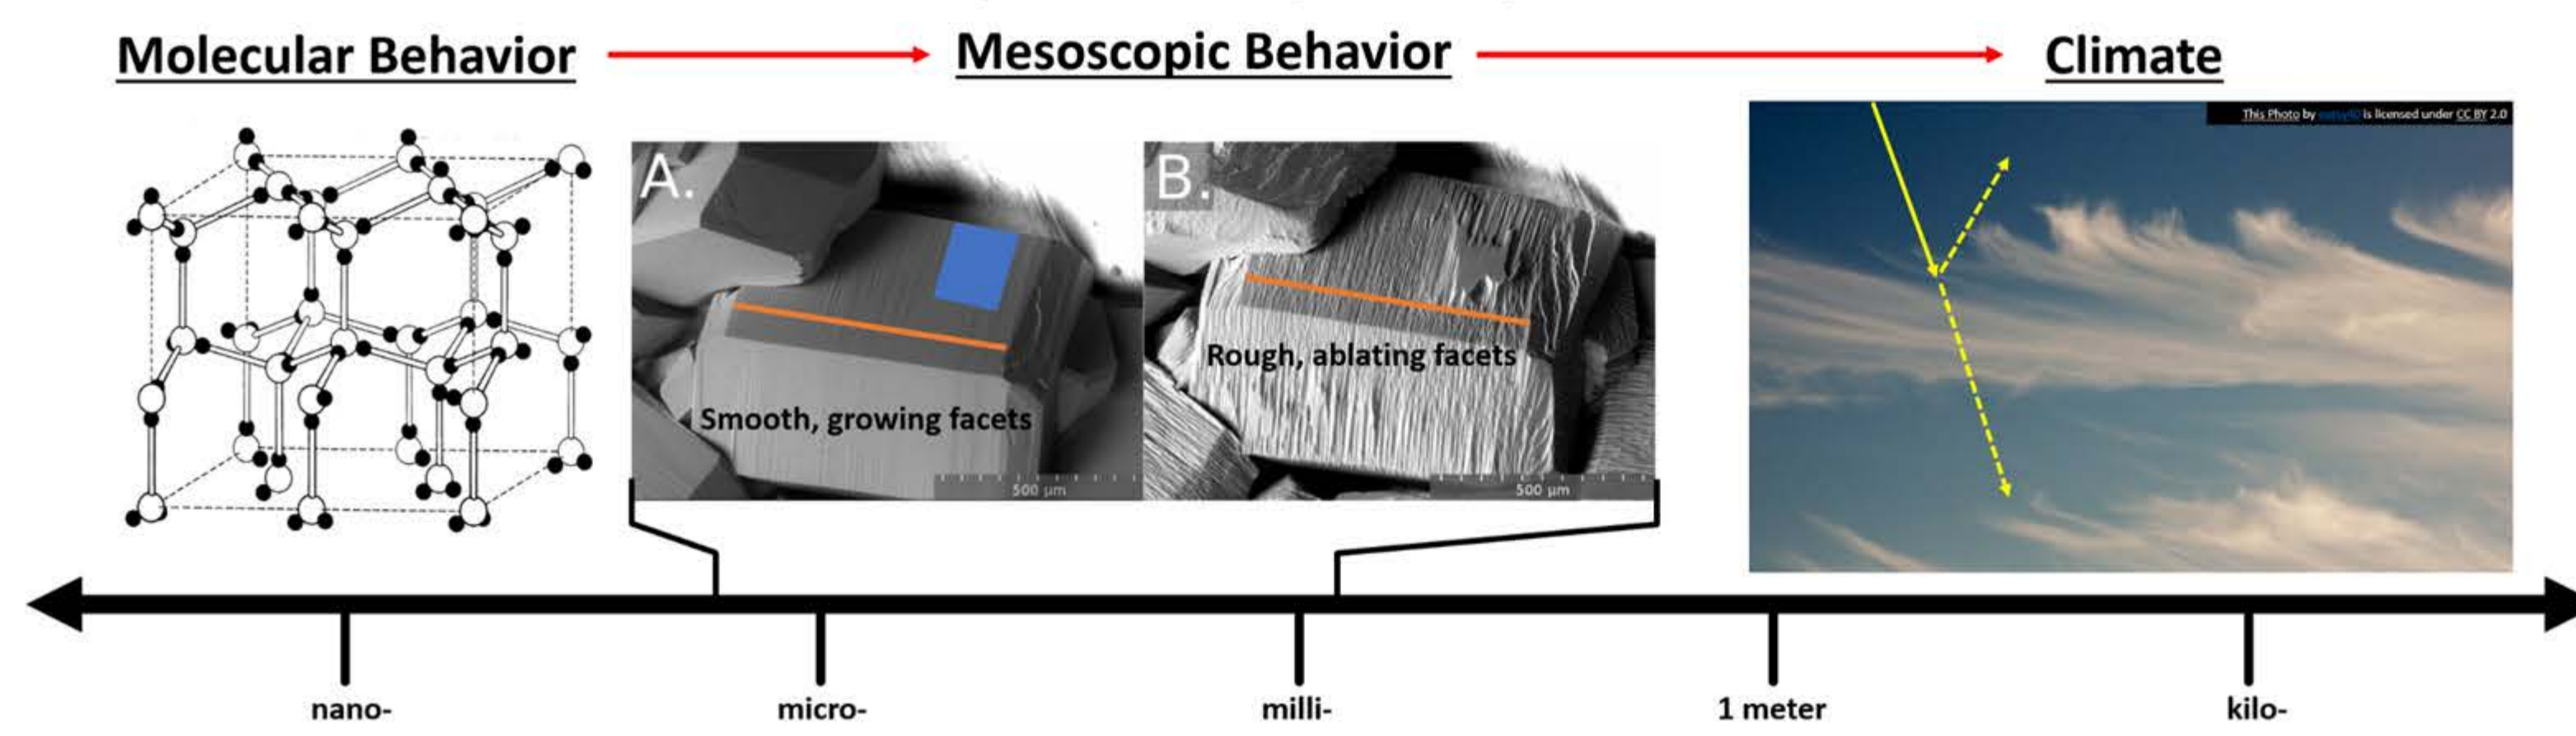 Molecular Behavior
Mesoscopic Behavior
Climate
This Photo by is licensed under CC BY 2.0
A.
B.
Smooth, growing facets
Rough, ablating facets
500 µm
500 µm
nano-
micro-
milli-
1 meter
kilo-